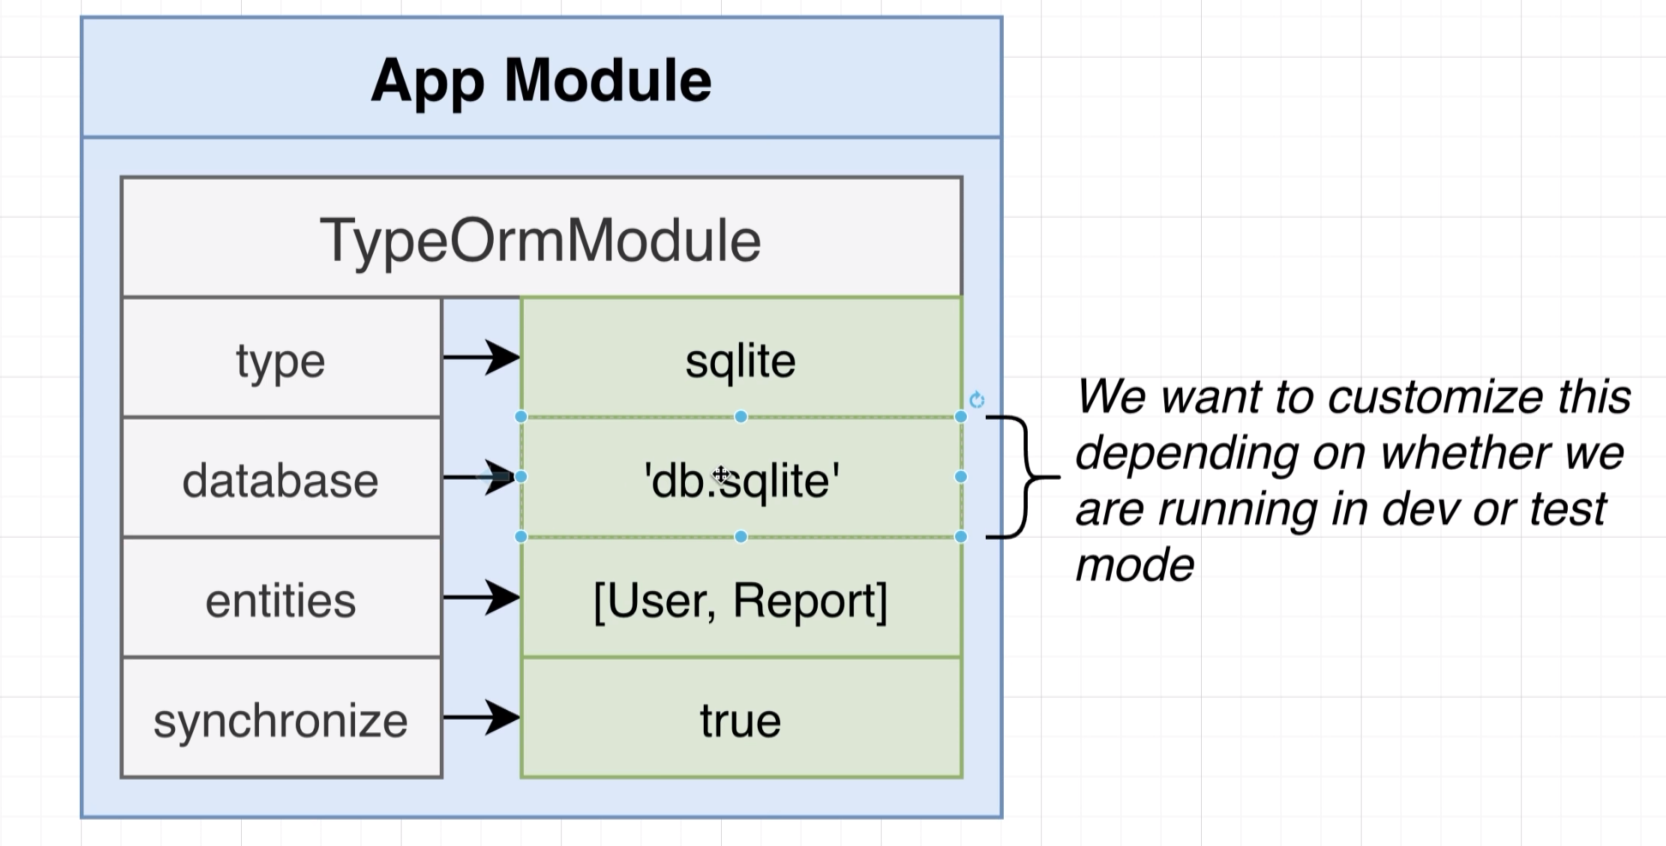 App Module
TypeOrmModule
type
sqlite
database
'db.sqlite'
entities
[User, Report]
synchronize
true
We want to customize this
depending on whether we
are running in dev or test
mode